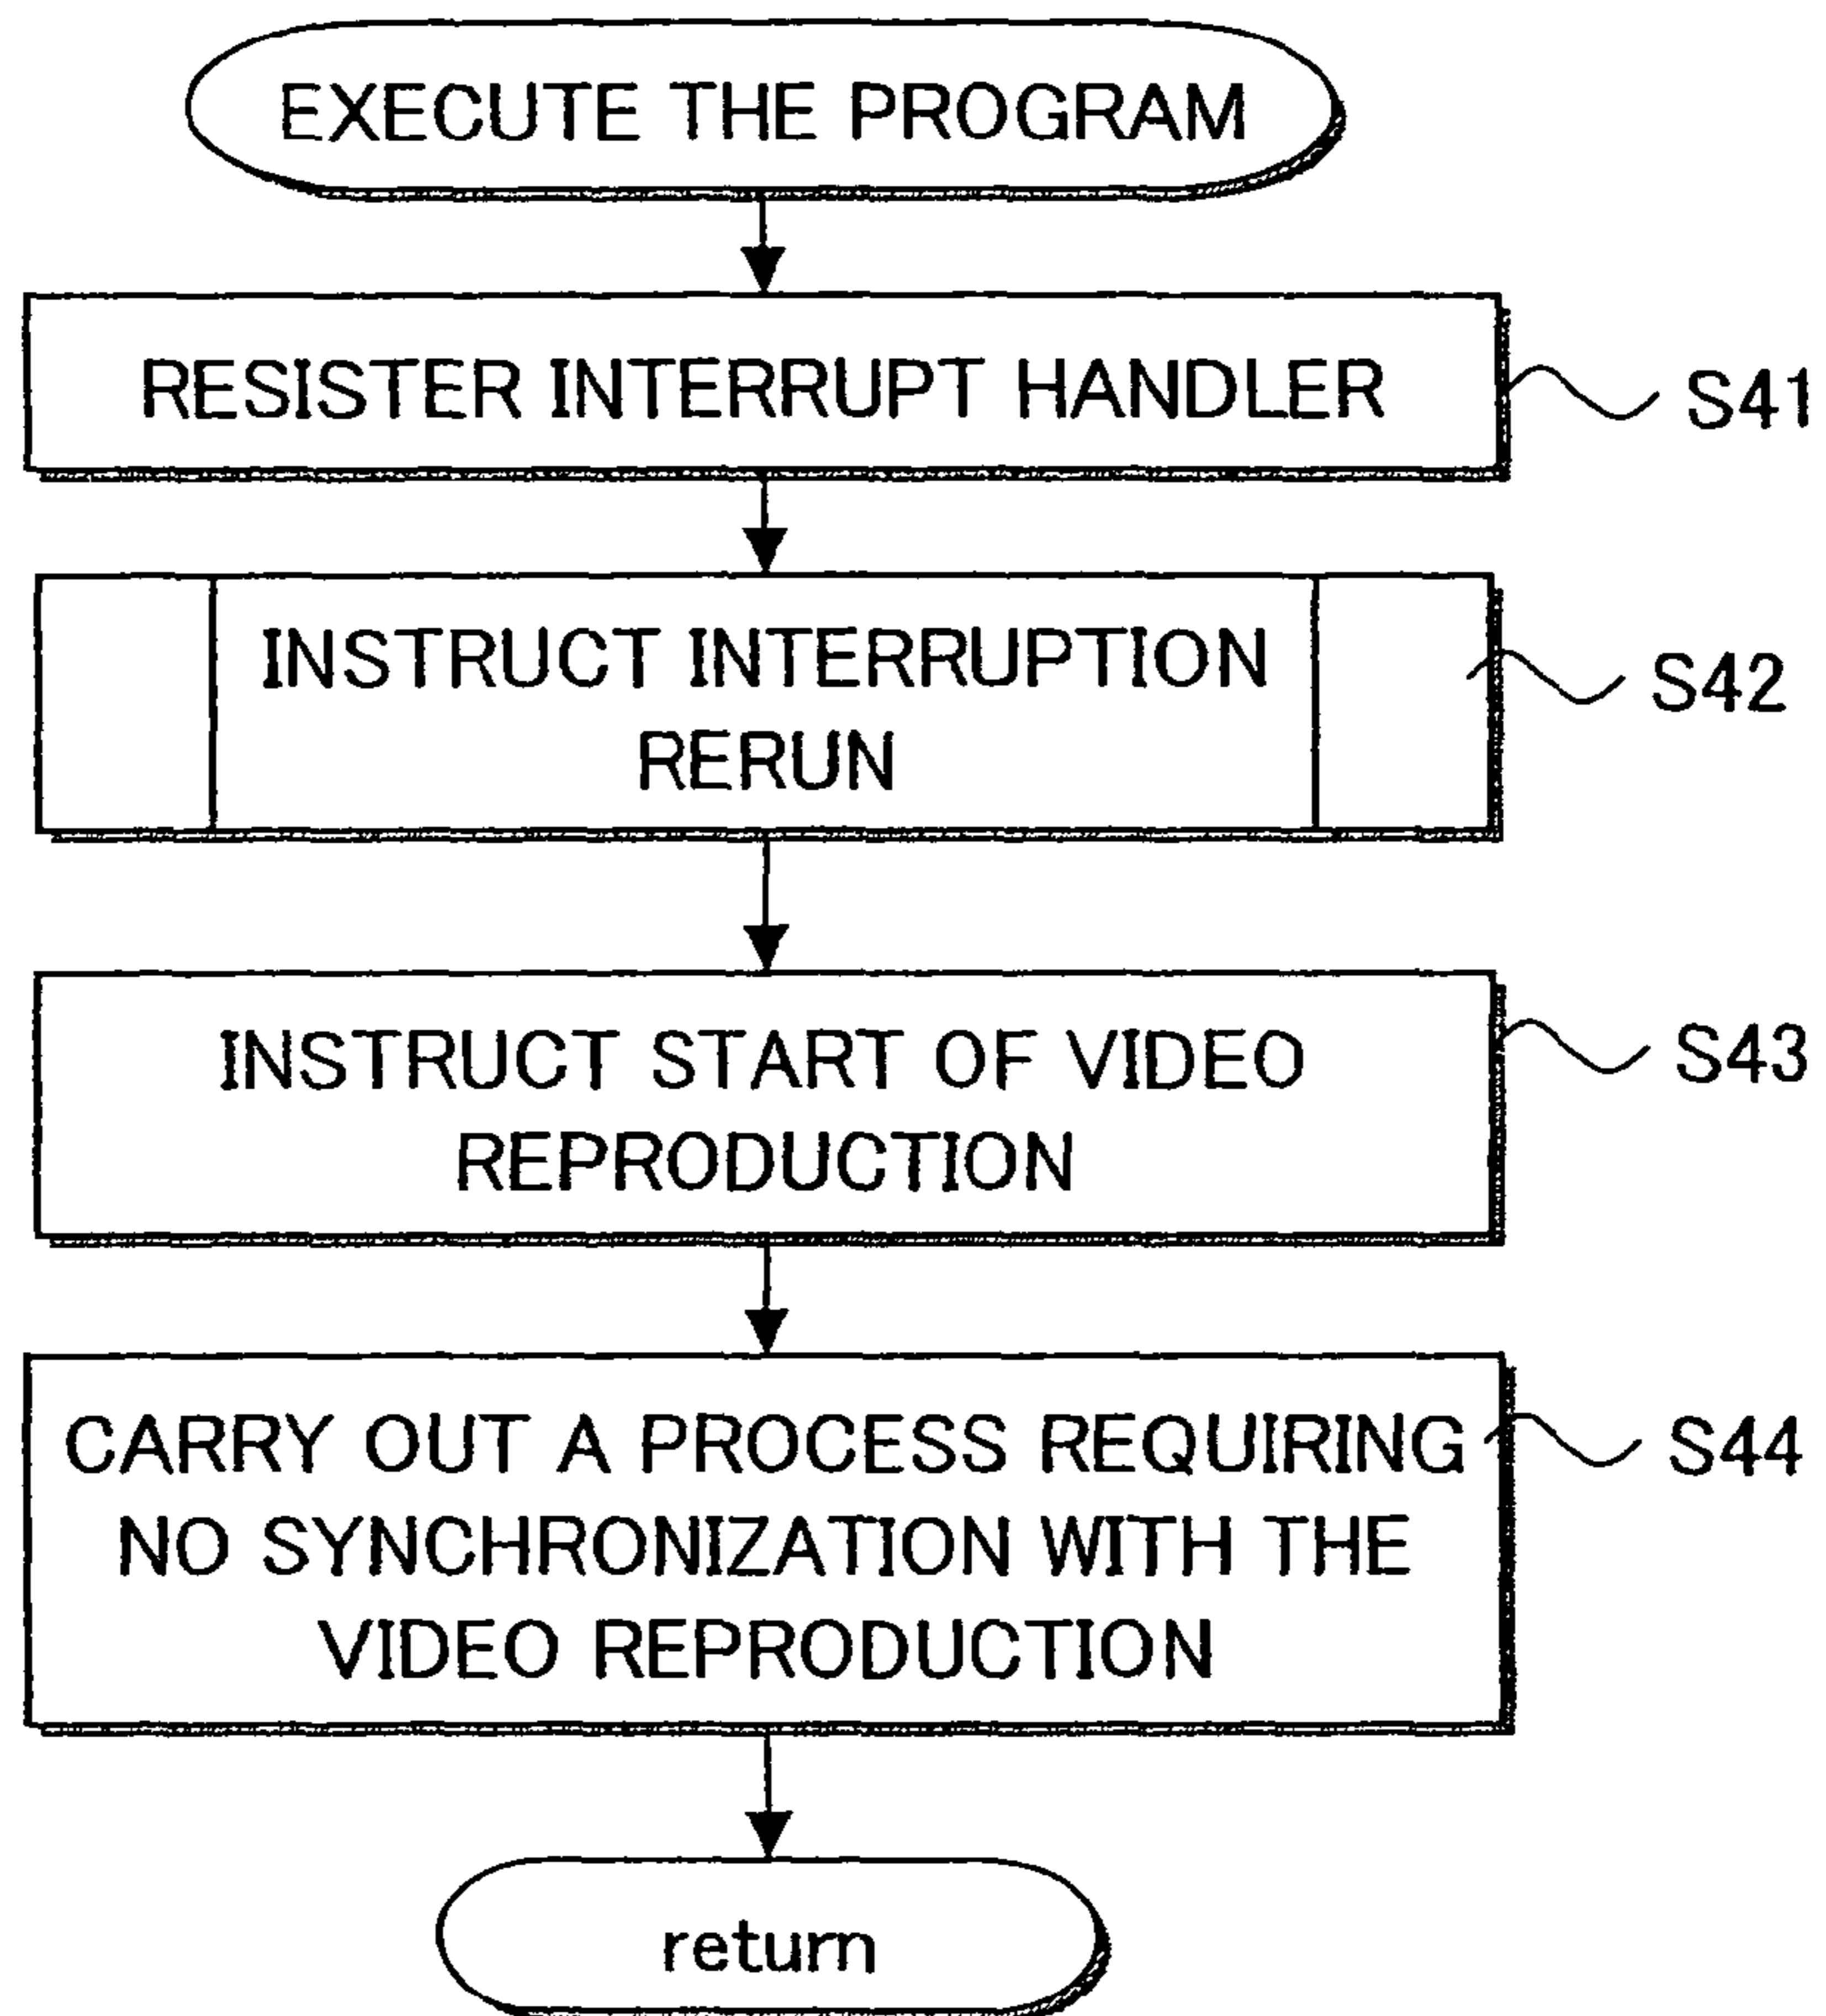 EXECUTE THE PROGRAM
RESISTER INTERRUPT HANDLER
S41
INSTRUCT INTERRUPTION
RERUN
S42
INSTRUCT START OF VIDEO
REPRODUCTION
S43
CARRY OUT A PROCESS REQUIRING
NO SYNCHRONIZATION WITH THE
VIDEO REPRODUCTION
S44
return